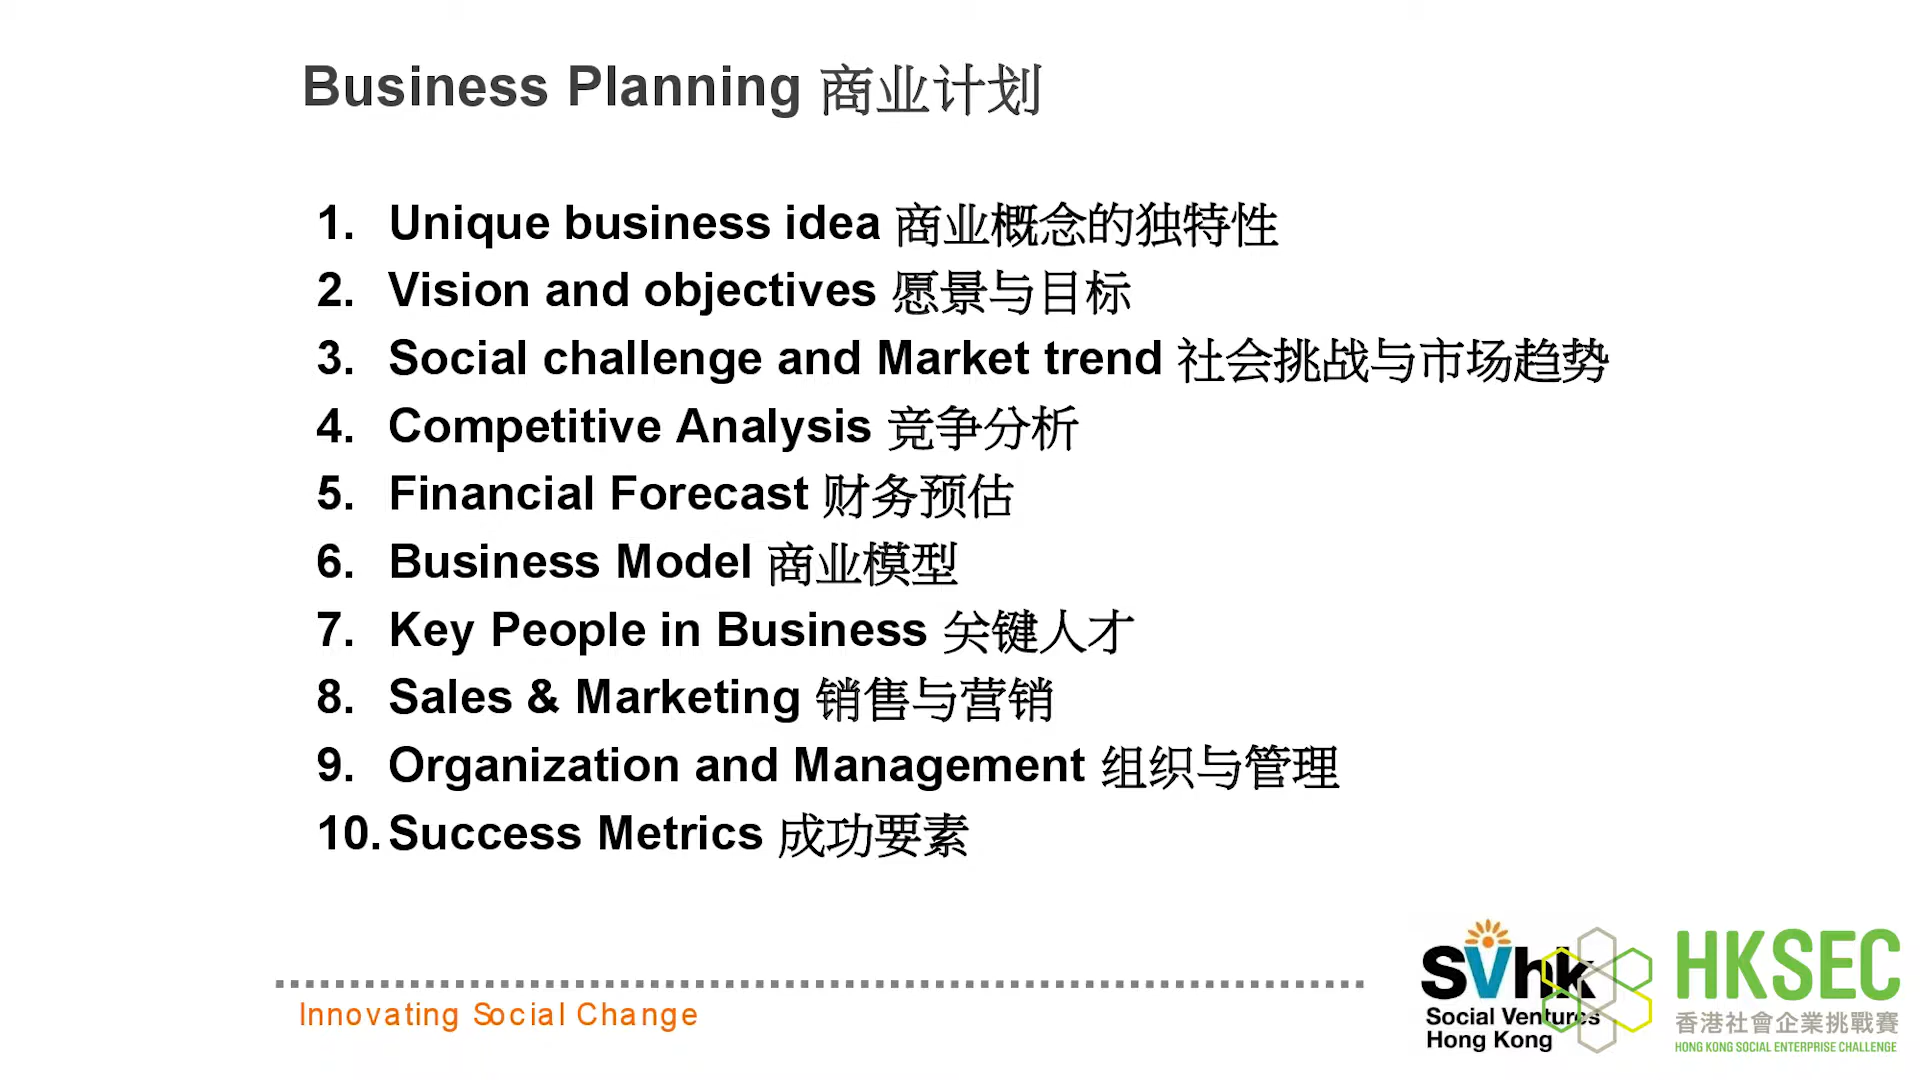 Business Planning 商业计划
1. Unique business idea 商业概念的独特性
2. Vision and objectives 愿景与目标
3. Social challenge and Market trend 社会挑战与市场趋势
4. Competitive Analysis 竞争分析
5. Financial Forecast 财务预估
6. Business Model 商业模型
7. Key People in Business 关键人才
8. Sales & Marketing 销售与营销
9. Organization and Management 组织与管理
10. Success Metrics 成功要素
Innovating Social Change
SVhk
Social Ventures
Hong Kong
HKSEC
香港社會企業挑戰賽
HONG KONG SOCIAL ENTERPRISE CHALLENGE